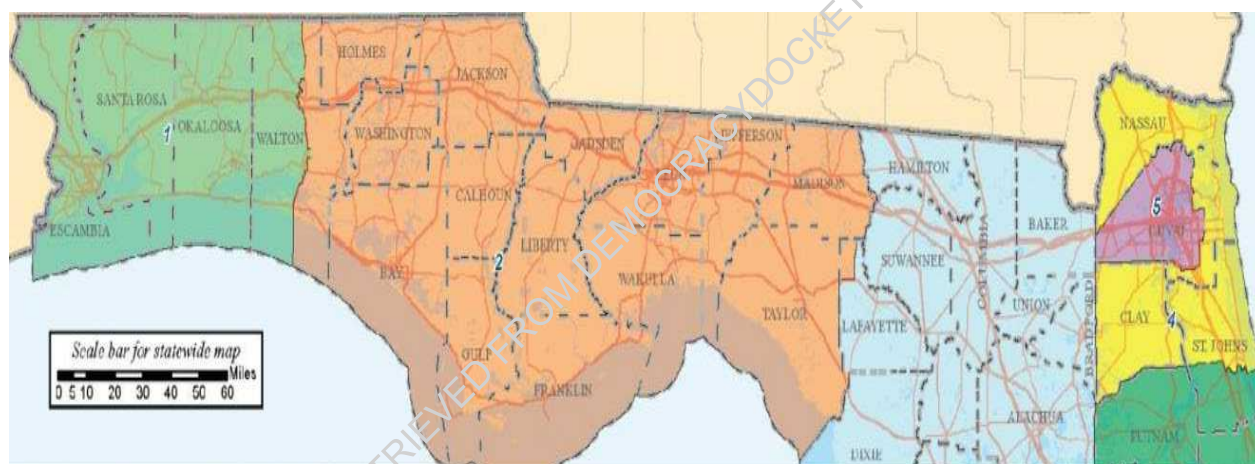 RETRIEVED FROM DEMOCRACYDOCKET
HOLMES
JACKSON
SANTA ROSA
OKALOOSA
WALTON
1
WASHINGTON
GADSDEN
JEFFERSON
MADISON
HAMILTON
NASSAU
CALHOUN
LIBERTY
2
WAKULLA
TAYLOR
ESCAMBIA
BAY
GULF
FRANKLIN
SUWANNEE
COLUMBIA
BAKER
UNION
LAFAYETTE
BRADFORD
5
DUVAL
CLAY
4
ST. JOHNS
ALACHUA
PUTNAM
DIXIE
Scale bar for statewide map
Miles
0 5 10 20 30 40 50 60